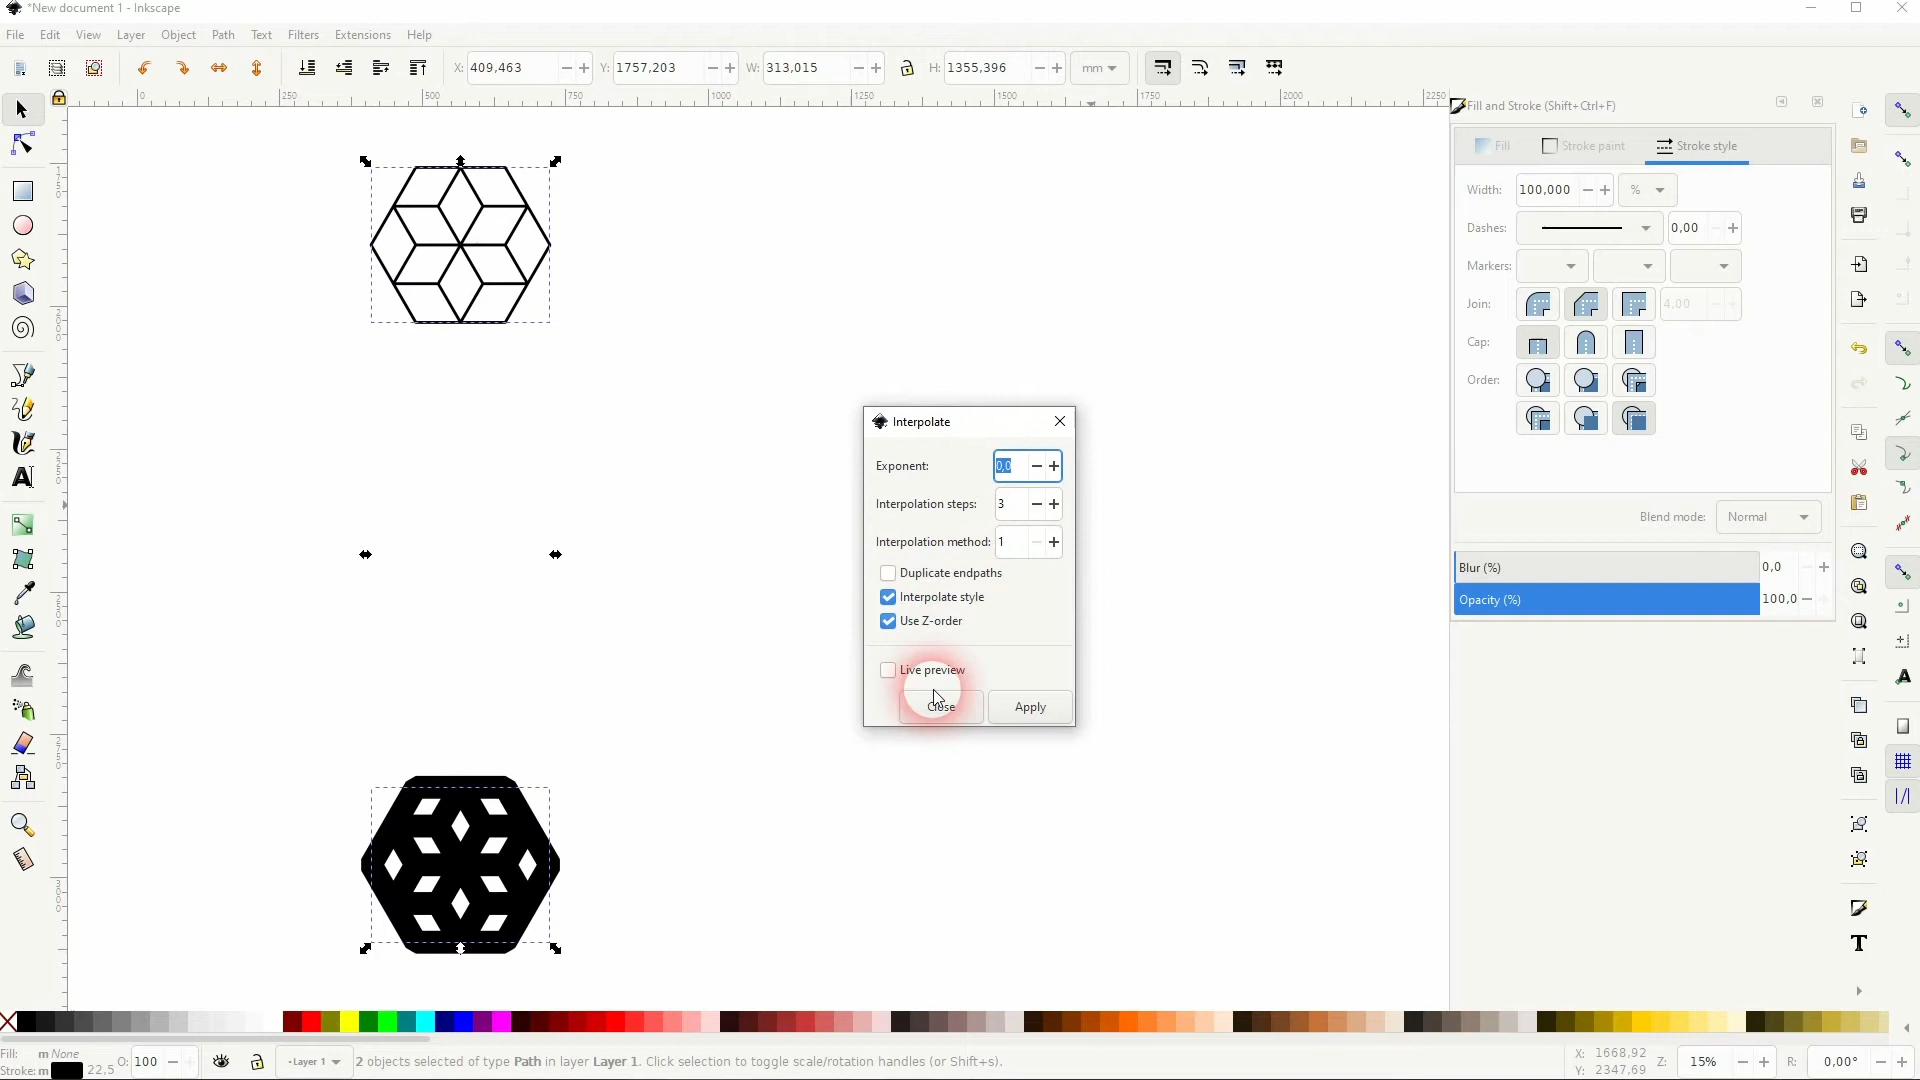 *New document 1 - Inkscape
File Edit View Layer Object Path Text Filters Extensions Help
X: 409,463 Y: 1757,203 W: 313,015 H: 1355,396 mm
0 250 500 750 1000 1250 1500 1750 2000 2250
Fill and Stroke (Shift+Ctrl+F)
Fill Stroke paint Stroke style
Width: 100,000 %
Dashes: 0,00
Markers:
Join: 4,00
Cap:
Order:
Blend mode: Normal
Blur (%) 0,0
Opacity (%) 100,0
Interpolate
Exponent: 0,0
Interpolation steps: 3
Interpolation method: 1
Duplicate endpaths
Interpolate style
Use Z-order
Live preview
Close Apply
Fill: m None
Stroke: m 22,5
O: 100
Layer 1
2 objects selected of type Path in layer Layer 1. Click selection to toggle scale/rotation handles (or Shift+s).
X: 1668,92
Y: 2347,69
Z: 15%
R: 0,00°